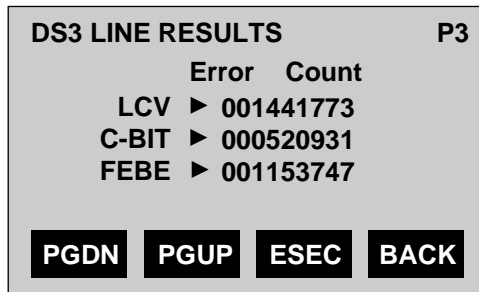 DS3 LINE RESULTS P3
Error Count
LCV ► 001441773
C-BIT ► 000520931
FEBE ► 001153747
PGDN PGUP ESEC BACK